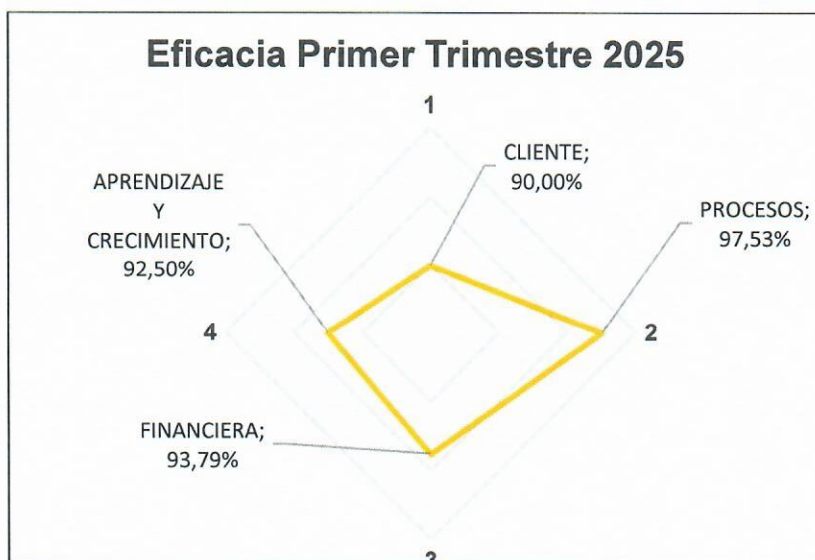 Eficacia Primer Trimestre 2025
1
CLIENTE;
90,00%
APRENDIZAJE
Y
CRECIMIENTO;
92,50%
PROCESOS;
97,53%
4
2
FINANCIERA;
93,79%
3